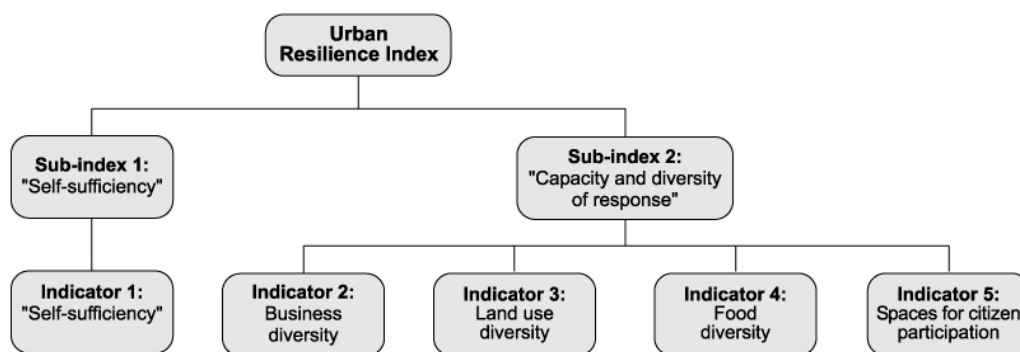 Urban
Resilience Index
Sub-index 1:
"Self-sufficiency"
Sub-index 2:
"Capacity and diversity
of response"
Indicator 1:
"Self-sufficiency"
Indicator 2:
Business
diversity
Indicator 3:
Land use
diversity
Indicator 4:
Food
diversity
Indicator 5:
Spaces for citizen
participation